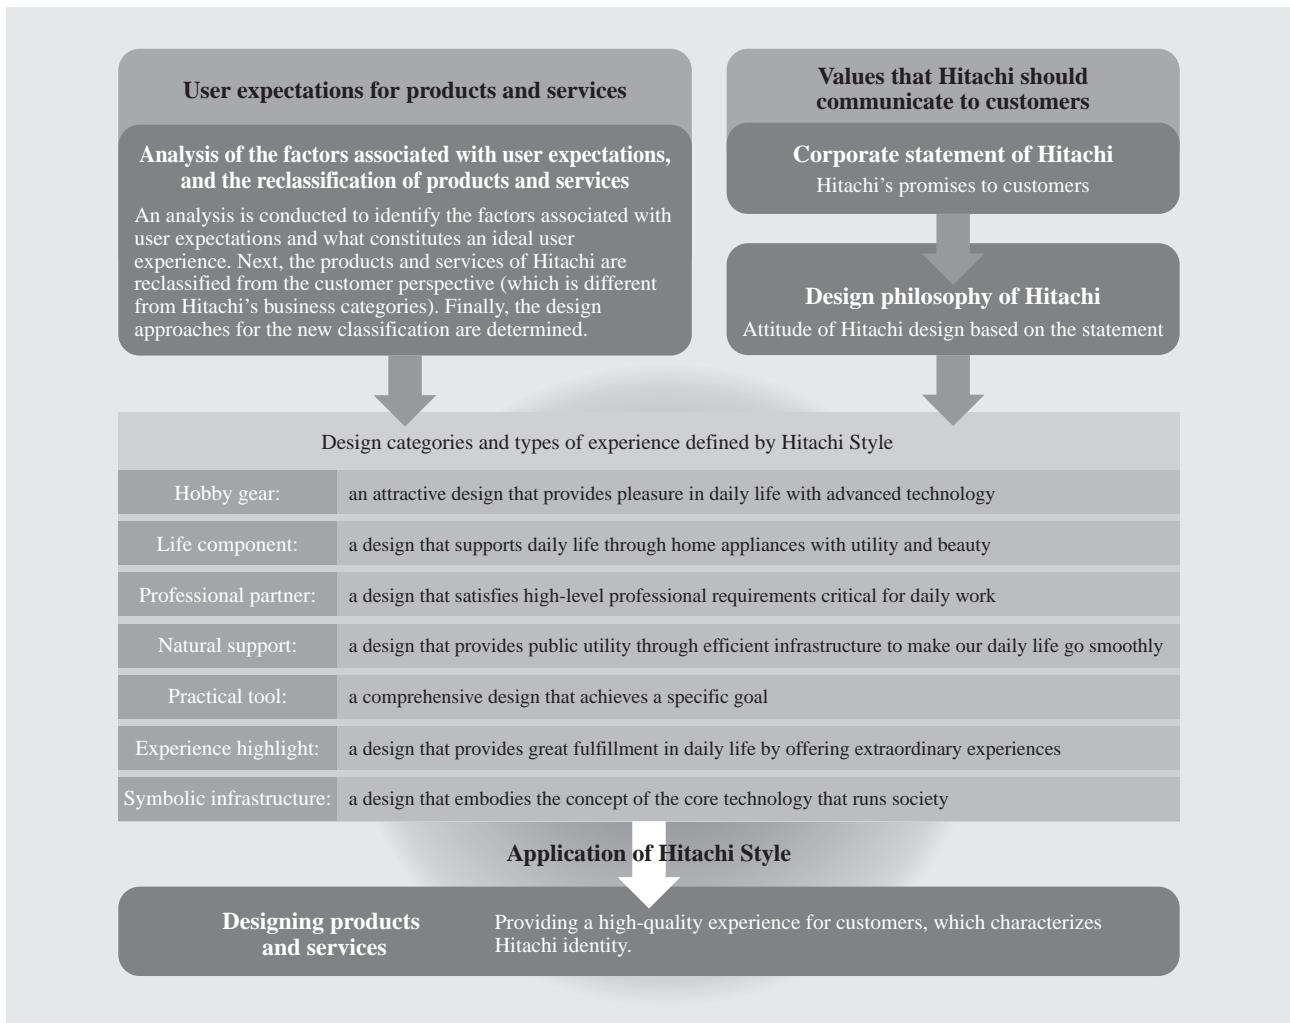 User expectations for products and services
Analysis of the factors associated with user expectations,
and the reclassification of products and services
An analysis is conducted to identify the factors associated with
user expectations and what constitutes an ideal user
experience. Next, the products and services of Hitachi are
reclassified from the customer perspective (which is different
from Hitachi’s business categories). Finally, the design
approaches for the new classification are determined.
Values that Hitachi should
communicate to customers
Corporate statement of Hitachi
Hitachi’s promises to customers
Design philosophy of Hitachi
Attitude of Hitachi design based on the statement
Design categories and types of experience defined by Hitachi Style
Hobby gear: an attractive design that provides pleasure in daily life with advanced technology
Life component: a design that supports daily life through home appliances with utility and beauty
Professional partner: a design that satisfies high-level professional requirements critical for daily work
Natural support: a design that provides public utility through efficient infrastructure to make our daily life go smoothly
Practical tool: a comprehensive design that achieves a specific goal
Experience highlight: a design that provides great fulfillment in daily life by offering extraordinary experiences
Symbolic infrastructure: a design that embodies the concept of the core technology that runs society
Application of Hitachi Style
Designing products
and services
Providing a high-quality experience for customers, which characterizes
Hitachi identity.